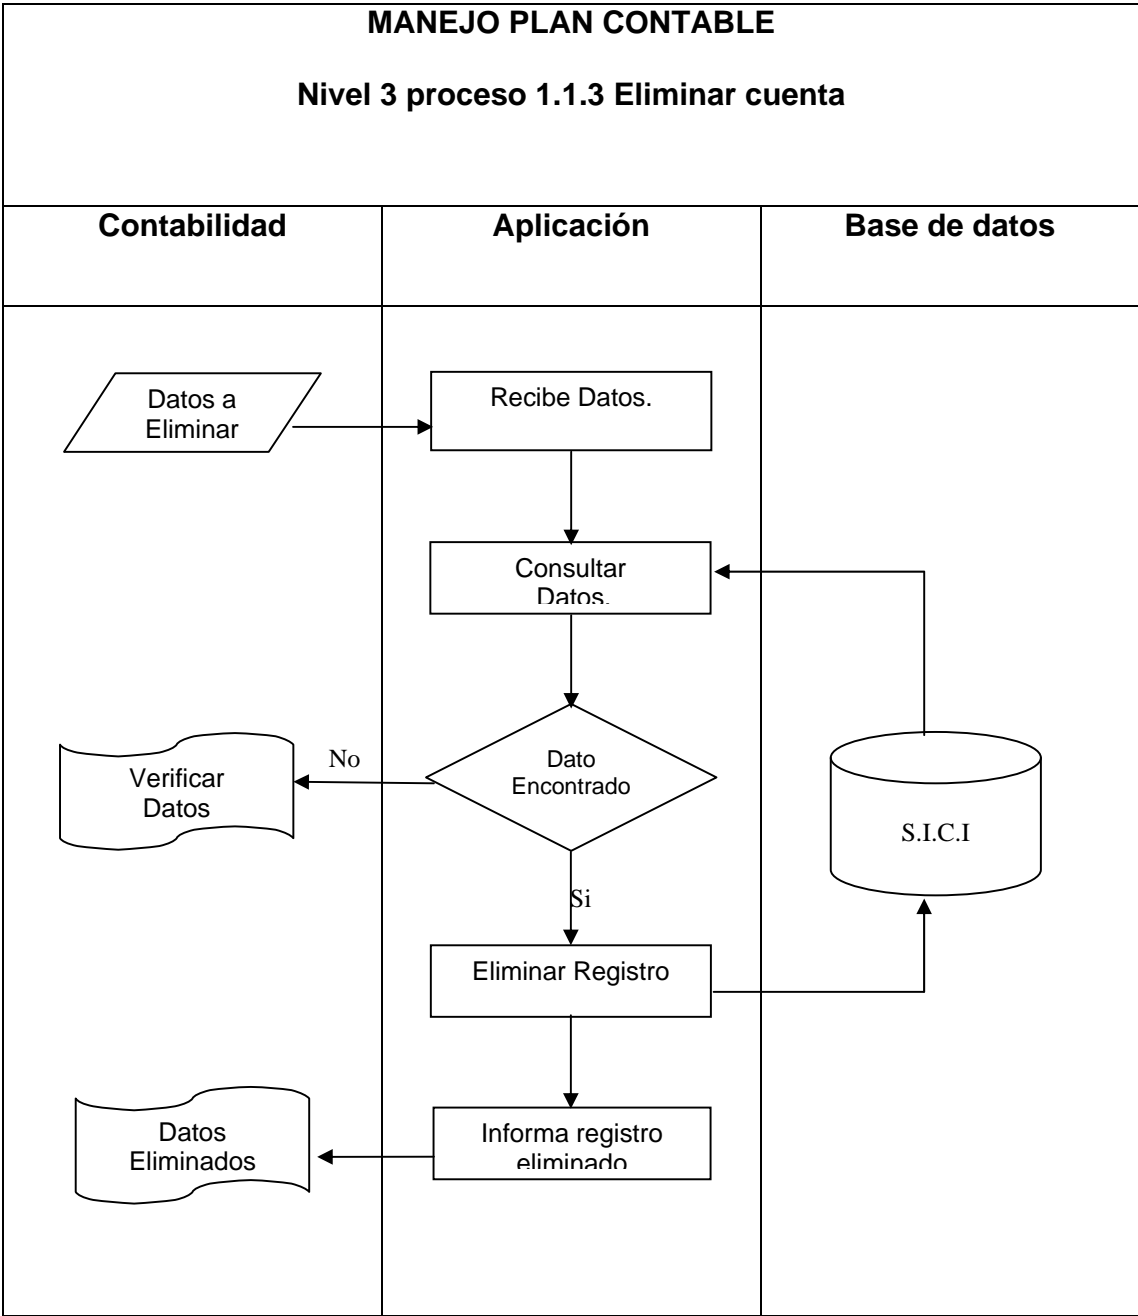 MANEJO PLAN CONTABLE
Nivel 3 proceso 1.1.3 Eliminar cuenta
Contabilidad
Aplicación
Base de datos
Datos a
Eliminar
Recibe Datos.
Consultar
Datos.
Dato
Encontrado
No
Verificar
Datos
S.I.C.I
Si
Eliminar Registro
Informa registro
eliminado
Datos
Eliminados